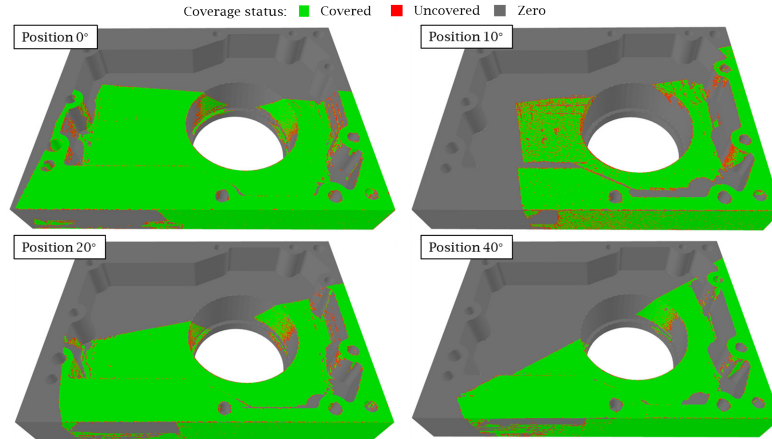 Coverage status: Covered Uncovered Zero
Position 0° Position 10°
Position 20° Position 40°